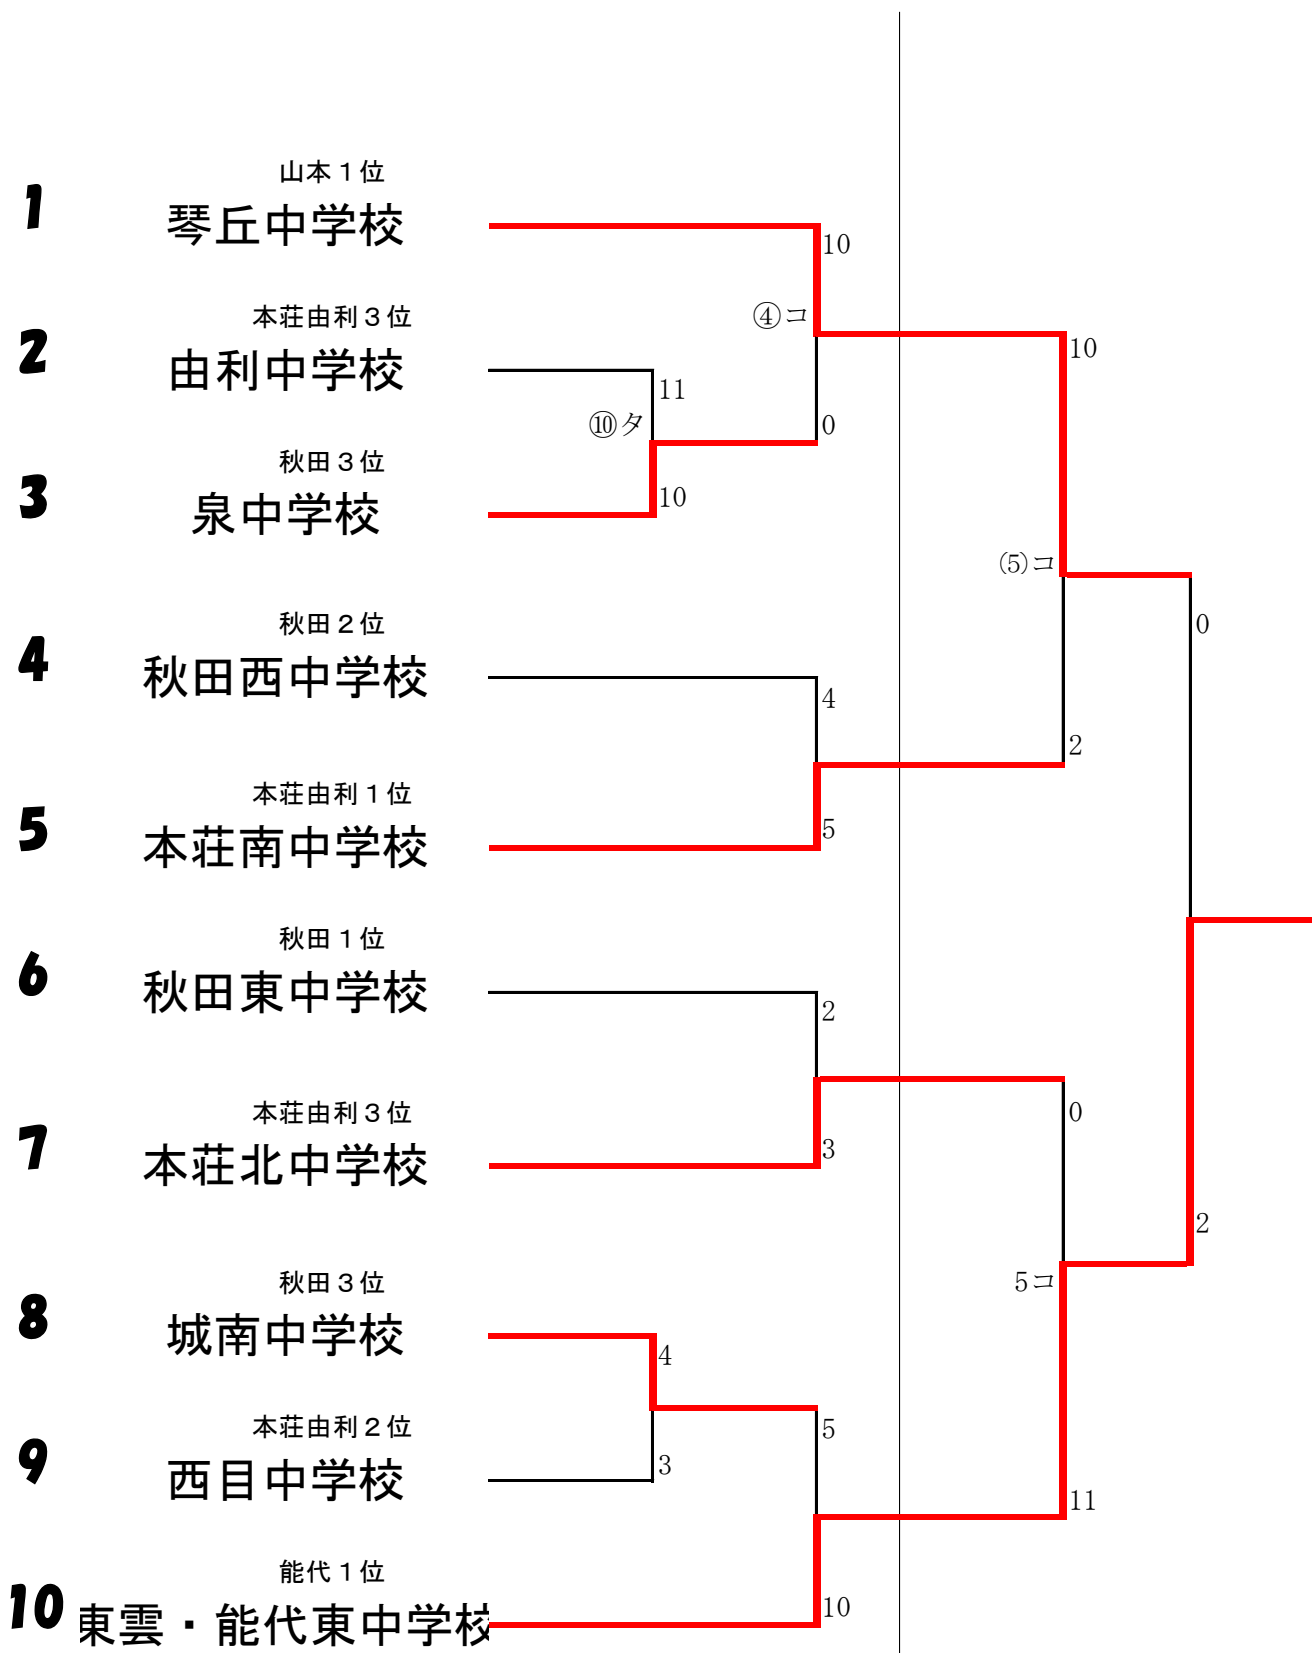 山本１位
1 琴丘中学校
10
本荘由利３位
④コ
10
2 由利中学校
11
⑩タ
0
秋田３位
3 泉中学校
10
(5)コ
秋田２位
0
4 秋田西中学校
4
2
本荘由利１位
5 本荘南中学校
5
秋田１位
6 秋田東中学校
2
本荘由利３位
0
7 本荘北中学校
3
2
秋田３位
5コ
8 城南中学校
4
本荘由利２位
5
9 西目中学校
3
11
能代１位
10 東雲・能代東中学校
10